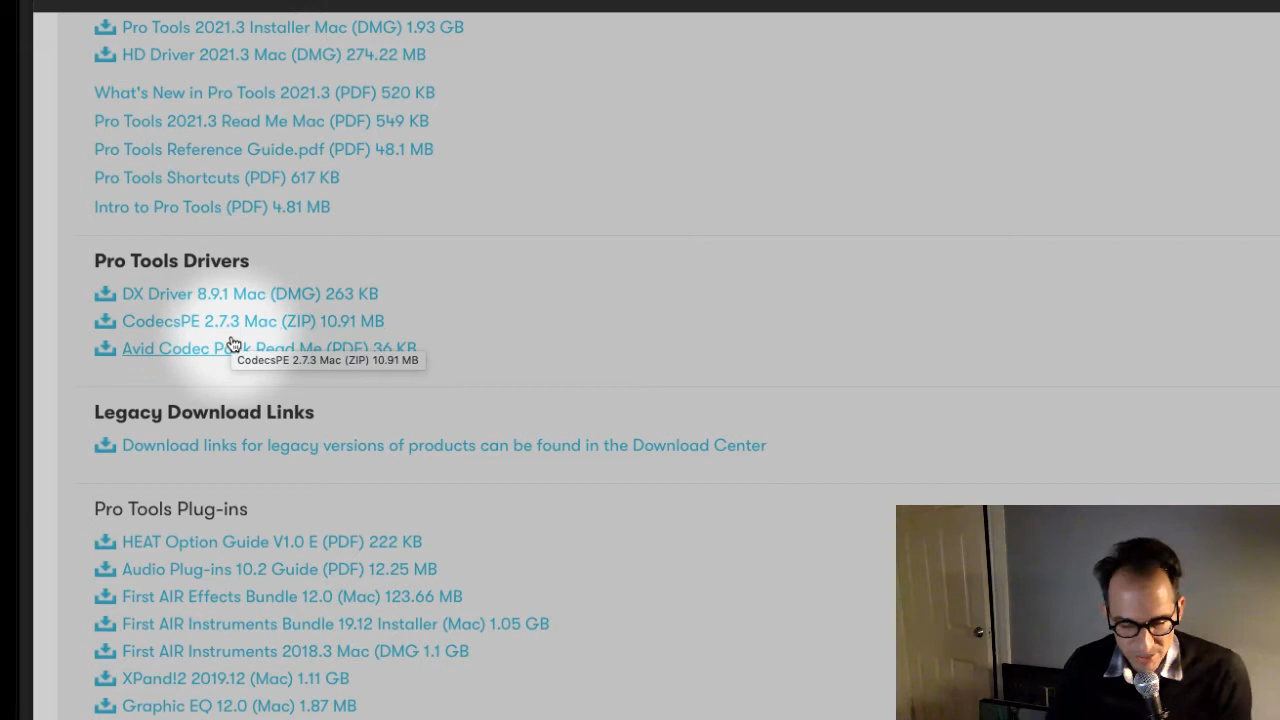 Pro Tools 2021.3 Installer Mac (DMG) 1.93 GB
HD Driver 2021.3 Mac (DMG) 274.22 MB
What's New in Pro Tools 2021.3 (PDF) 520 KB
Pro Tools 2021.3 Read Me Mac (PDF) 549 KB
Pro Tools Reference Guide.pdf (PDF) 48.1 MB
Pro Tools Shortcuts (PDF) 617 KB
Intro to Pro Tools (PDF) 4.81 MB
Pro Tools Drivers
DX Driver 8.9.1 Mac (DMG) 263 KB
CodecsPE 2.7.3 Mac (ZIP) 10.91 MB
Avid Codec Pack Read Me (PDF) 36 KB
CodecsPE 2.7.3 Mac (ZIP) 10.91 MB
Legacy Download Links
Download links for legacy versions of products can be found in the Download Center
Pro Tools Plug-ins
HEAT Option Guide V1.0 E (PDF) 222 KB
Audio Plug-ins 10.2 Guide (PDF) 12.25 MB
First AIR Effects Bundle 12.0 (Mac) 123.66 MB
First AIR Instruments Bundle 19.12 Installer (Mac) 1.05 GB
First AIR Instruments 2018.3 Mac (DMG 1.1 GB
XPand!2 2019.12 (Mac) 1.11 GB
Graphic EQ 12.0 (Mac) 1.87 MB